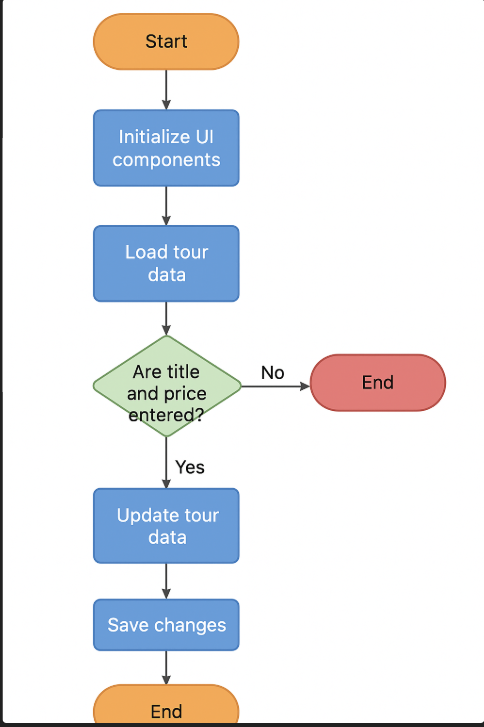 Start
Initialize UI
components
Load tour
data
Are title
and price
entered?
No
End
Yes
Update tour
data
Save changes
End